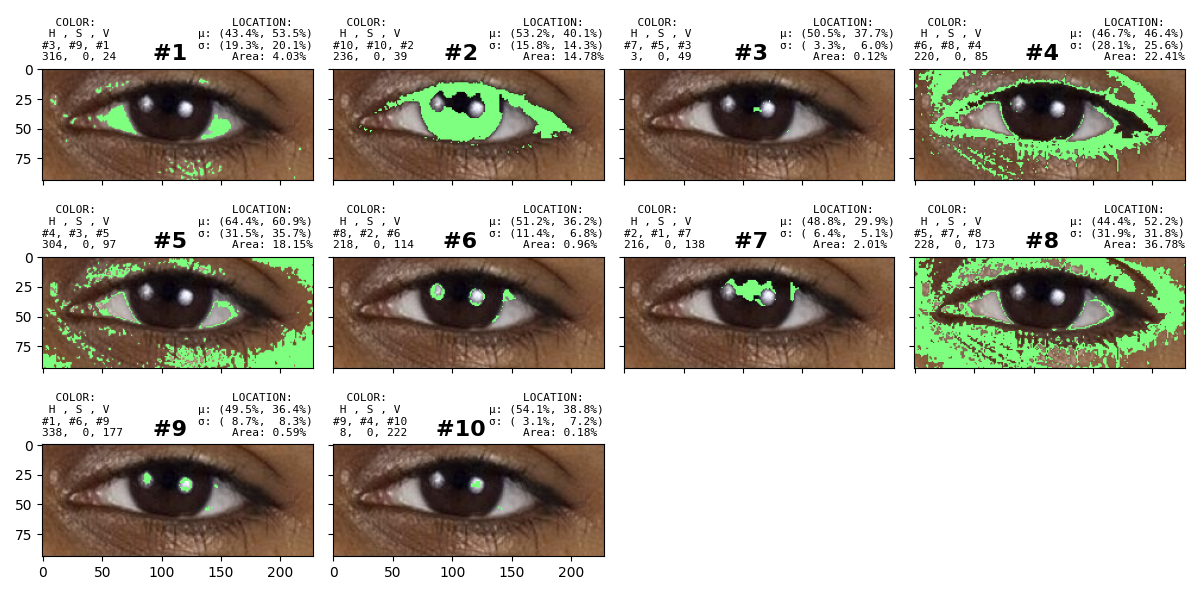 COLOR: LOCATION:
H , S , V μ: (43.4%, 53.5%)
#3, #9, #1 #1 σ: (19.3%, 20.1%)
316, 0, 24 Area: 4.03%
COLOR: LOCATION:
H , S , V μ: (53.2%, 40.1%)
#10, #10, #2 #2 σ: (15.8%, 14.3%)
236, 0, 39 Area: 14.78%
COLOR: LOCATION:
H , S , V μ: (50.5%, 37.7%)
#7, #5, #3 #3 σ: ( 3.3%, 6.0%)
3, 0, 49 Area: 0.12%
COLOR: LOCATION:
H , S , V μ: (46.7%, 46.4%)
#6, #8, #4 #4 σ: (28.1%, 25.6%)
220, 0, 85 Area: 22.41%
0
25
50
75
COLOR: LOCATION:
H , S , V μ: (64.4%, 60.9%)
#4, #3, #5 #5 σ: (31.5%, 35.7%)
304, 0, 97 Area: 18.15%
COLOR: LOCATION:
H , S , V μ: (51.2%, 36.2%)
#8, #2, #6 #6 σ: (11.4%, 6.8%)
218, 0, 114 Area: 0.96%
COLOR: LOCATION:
H , S , V μ: (48.8%, 29.9%)
#2, #1, #7 #7 σ: ( 6.4%, 5.1%)
216, 0, 138 Area: 2.01%
COLOR: LOCATION:
H , S , V μ: (44.4%, 52.2%)
#5, #7, #8 #8 σ: (31.9%, 31.8%)
228, 0, 173 Area: 36.78%
0
25
50
75
COLOR: LOCATION:
H , S , V μ: (49.5%, 36.4%)
#1, #6, #9 #9 σ: ( 8.7%, 8.3%)
338, 0, 177 Area: 0.59%
COLOR: LOCATION:
H , S , V μ: (54.1%, 38.8%)
#9, #4, #10 #10 σ: ( 3.1%, 7.2%)
8, 0, 222 Area: 0.18%
0
25
50
75
0 50 100 150 200
0 50 100 150 200